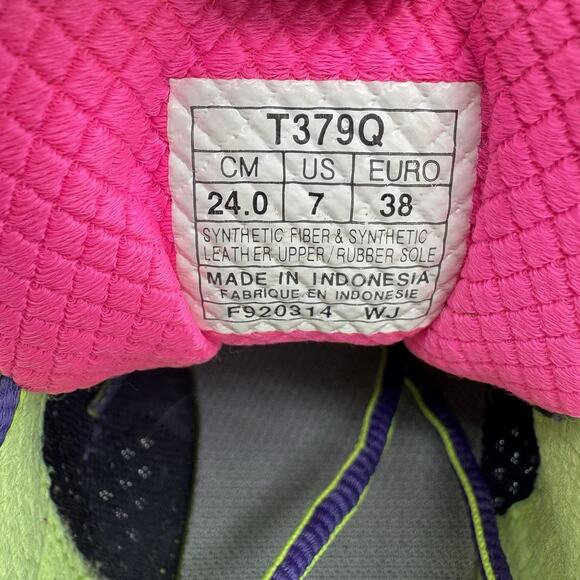 T379Q
CM US EURO
24.0 7 38
SYNTHETIC FIBER & SYNTHETIC
LEATHER UPPER/RUBBER SOLE
MADE IN INDONESIA
FABRIQUE EN INDONESIE
F920314 WJ